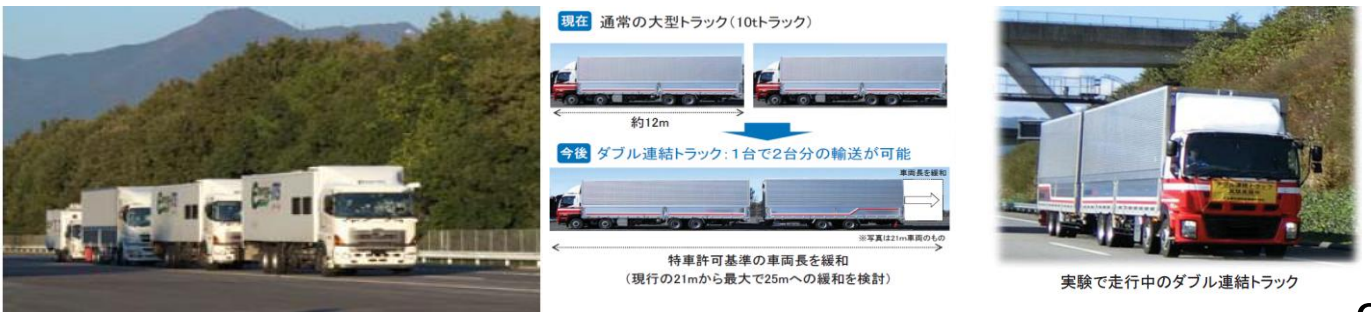 現在 通常の大型トラック(10tトラック)
約12m
今後 ダブル連結トラック:1台で2台分の輸送が可能
車両長を緩和
※写真は21m車両のもの
特車許可基準の車両長を緩和
(現行の21mから最大で25mへの緩和を検討)
実験で走行中のダブル連結トラック